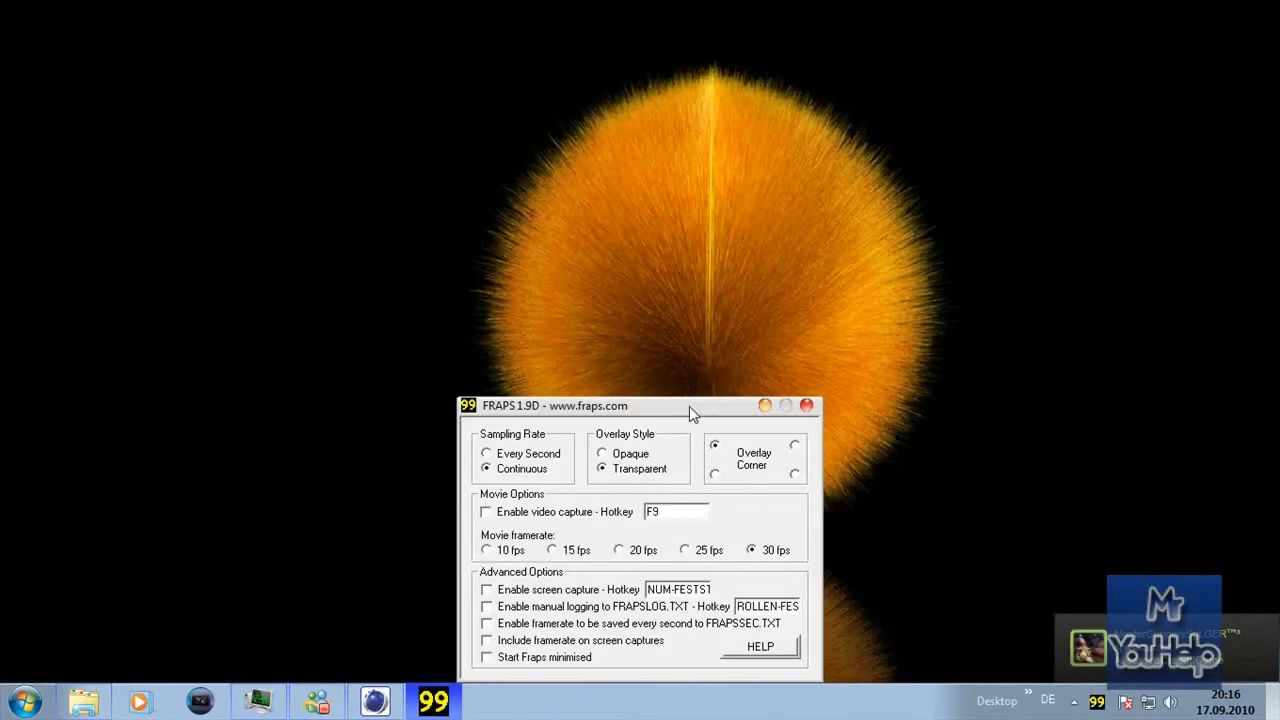 99 FRAPS 1.9D - www.fraps.com
Sampling Rate
Every Second
Continuous
Overlay Style
Opaque
Transparent
Overlay
Corner
Movie Options
Enable video capture - Hotkey F9
Movie framerate:
10 fps 15 fps 20 fps 25 fps 30 fps
Advanced Options
Enable screen capture - Hotkey NUM-FESTST
Enable manual logging to FRAPSLOG.TXT - Hotkey ROLLEN-FES
Enable framerate to be saved every second to FRAPSSEC.TXT
Include framerate on screen captures
Start Fraps minimised
HELP
Mr
YouHelp
99
Desktop
DE
99
20:16
17.09.2010